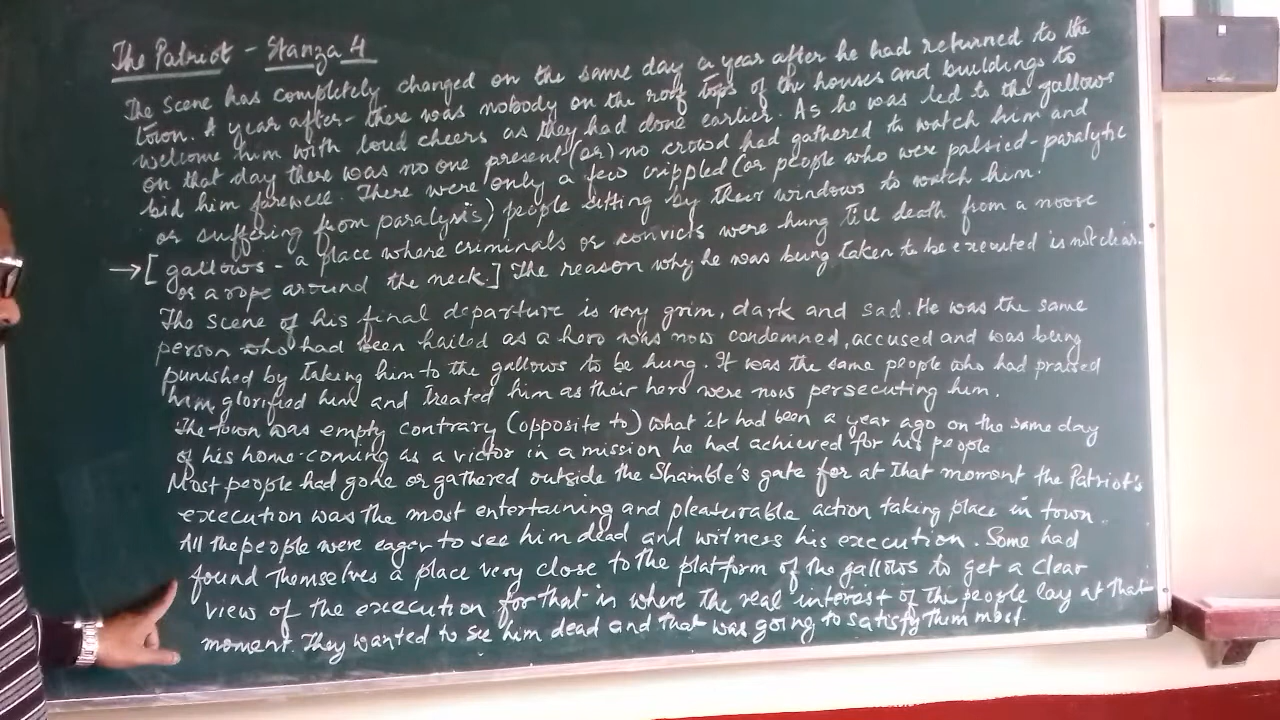 The Patriot - Stanza 4
The scene has completely changed on the same day a year after he had returned to the
town. A year after - there was nobody on the roof tops of the houses and buildings to
welcome him with loud cheers as they had done earlier. As he was led to the gallows
on that day there was no one present (or) no crowd had gathered to watch him and
bid him farewell. There were only a few crippled (or people who were palsied - paralytic
or suffering from paralysis) people sitting by their windows to watch him.
→ [ gallows - a place where criminals or convicts were hung till death from a noose
or a rope around the neck.] The reason why he was being taken to be executed is not clear.
The scene of his final departure is very grim, dark and sad. He was the same
person who had been hailed as a hero was now condemned, accused and was being
punished by taking him to the gallows to be hung. It was the same people who had praised
him, glorified him and treated him as their hero were now persecuting him.
The town was empty contrary (opposite to) what it had been a year ago on the same day
of his home-coming as a victor in a mission he had achieved for his people.
Most people had gone or gathered outside the Shamble's gate for at that moment the Patriot's
execution was the most entertaining and pleasurable action taking place in town.
All the people were eager to see him dead and witness his execution. Some had
found themselves a place very close to the platform of the gallows to get a clear
view of the execution for that is where the real interest of the people lay at that
moment. They wanted to see him dead and that was going to satisfy them most.